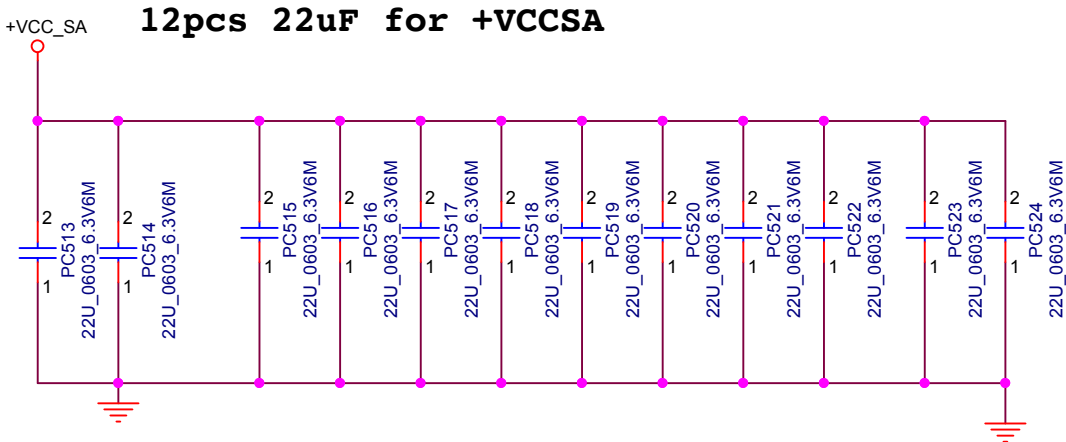 12pcs 22uF for +VCCSA
+VCC_SA
2
1
PC513
22U_0603_6.3V6M
2
1
PC514
22U_0603_6.3V6M
2
1
PC515
22U_0603_6.3V6M
2
1
PC516
22U_0603_6.3V6M
2
1
PC517
22U_0603_6.3V6M
2
1
PC518
22U_0603_6.3V6M
2
1
PC519
22U_0603_6.3V6M
2
1
PC520
22U_0603_6.3V6M
2
1
PC521
22U_0603_6.3V6M
2
1
PC522
22U_0603_6.3V6M
2
1
PC523
22U_0603_6.3V6M
2
1
PC524
22U_0603_6.3V6M